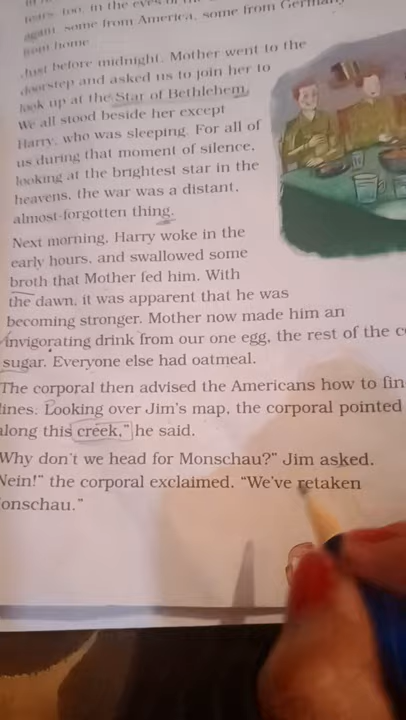 tears, too, in the eyes of
again, some from America, some from Germany
from home
Just before midnight, Mother went to the
doorstep and asked us to join her to
look up at the Star of Bethlehem.
We all stood beside her except
Harry, who was sleeping. For all of
us during that moment of silence,
looking at the brightest star in the
heavens, the war was a distant,
almost-forgotten thing.
Next morning, Harry woke in the
early hours, and swallowed some
broth that Mother fed him. With
the dawn, it was apparent that he was
becoming stronger. Mother now made him an
invigorating drink from our one egg, the rest of the
sugar. Everyone else had oatmeal.
The corporal then advised the Americans how to fin
lines. Looking over Jim's map, the corporal pointed
along this creek," he said.
Why don't we head for Monschau?" Jim asked.
Nein!" the corporal exclaimed. "We've retaken
onschau."